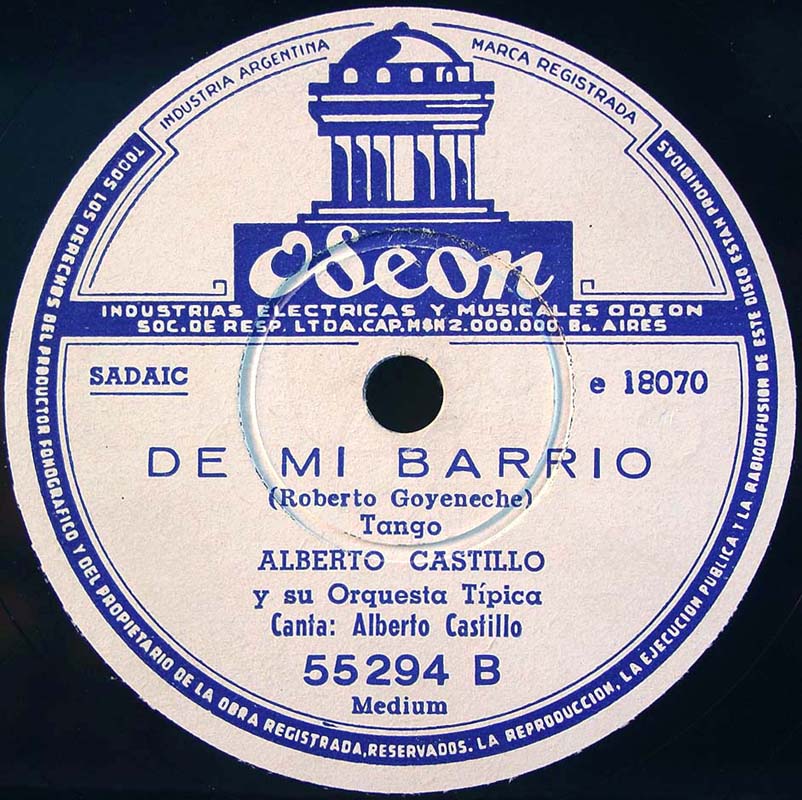 INDUSTRIA ARGENTINA
MARCA REGISTRADA
Odeon
INDUSTRIAS ELECTRICAS Y MUSICALES ODEON
SOC. DE RESP. LTDA. CAP. M$N 2.000.000 Bs. AIRES
SADAIC
e 18070
DE MI BARRIO
(Roberto Goyeneche)
Tango
ALBERTO CASTILLO
y su Orquesta Típica
Canta: Alberto Castillo
55294 B
Medium
TODOS LOS DERECHOS DEL PRODUCTOR FONOGRAFICO Y DEL PROPIETARIO DE LA OBRA REGISTRADA, RESERVADOS. LA REPRODUCCION, LA EJECUCION PUBLICA Y LA RADIODIFUSION DE ESTE DISCO ESTAN PROHIBIDAS